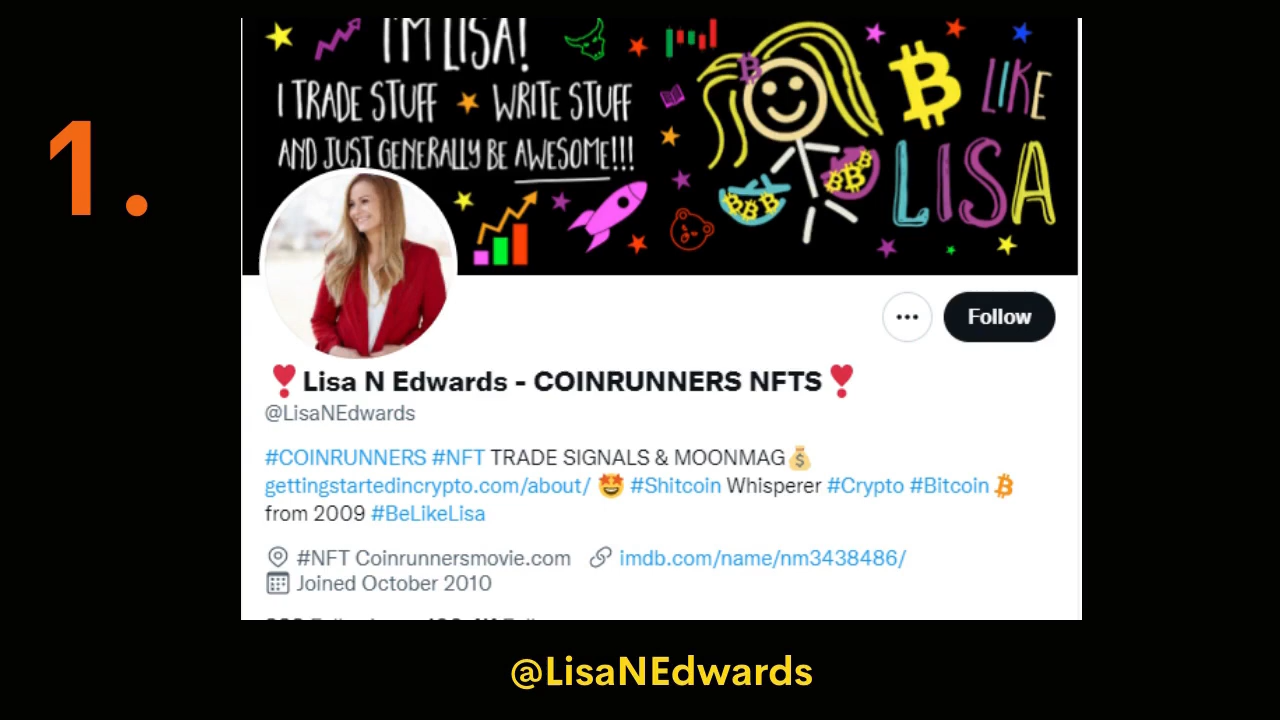 1.
I'M LISA!
I TRADE STUFF ★ WRITE STUFF
AND JUST GENERALLY BE AWESOME!!!
LIKE
LISA
Follow
❣Lisa N Edwards - COINRUNNERS NFTS❣
@LisaNEdwards
#COINRUNNERS #NFT TRADE SIGNALS & MOONMAG💰
gettingstartedincrypto.com/about/ 🤩 #Shitcoin Whisperer #Crypto #Bitcoin
from 2009 #BeLikeLisa
#NFT Coinrunnersmovie.com imdb.com/name/nm3438486/
Joined October 2010
@LisaNEdwards